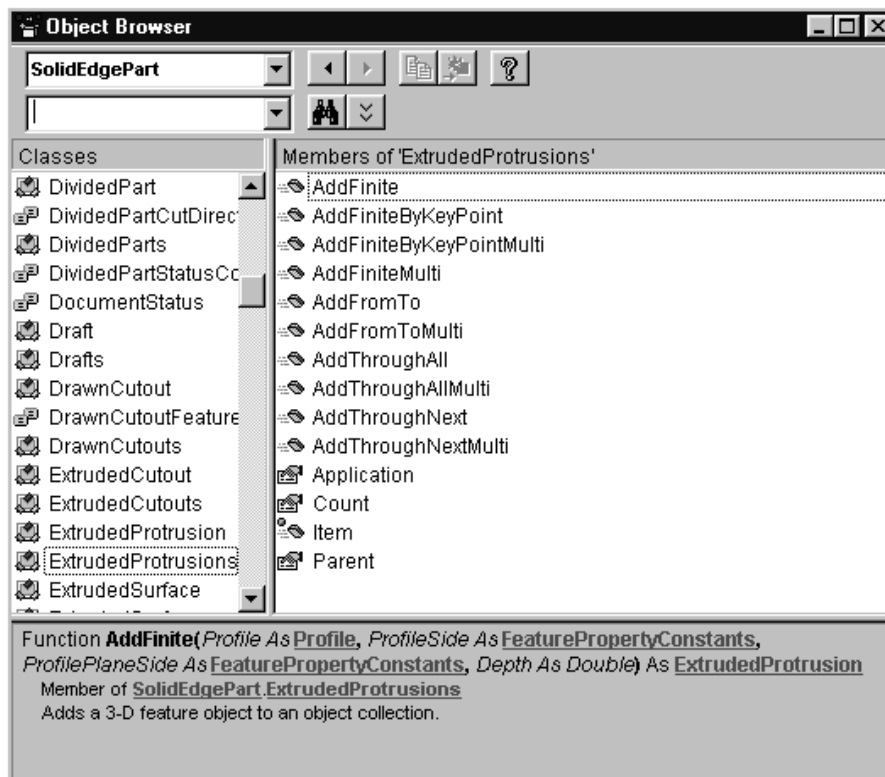 Object Browser
SolidEdgePart
Classes
Members of 'ExtrudedProtrusions'
DividedPart
DividedPartCutDirect
DividedParts
DividedPartStatusCo
DocumentStatus
Draft
Drafts
DrawnCutout
DrawnCutoutFeature
DrawnCutouts
ExtrudedCutout
ExtrudedCutouts
ExtrudedProtrusion
ExtrudedProtrusions
ExtrudedSurface
AddFinite
AddFiniteByKeyPoint
AddFiniteByKeyPointMulti
AddFiniteMulti
AddFromTo
AddFromToMulti
AddThroughAll
AddThroughAllMulti
AddThroughNext
AddThroughNextMulti
Application
Count
Item
Parent
Function AddFinite(Profile As Profile, ProfileSide As FeaturePropertyConstants,
ProfilePlaneSide As FeaturePropertyConstants, Depth As Double) As ExtrudedProtrusion
Member of SolidEdgePart.ExtrudedProtrusions
Adds a 3-D feature object to an object collection.